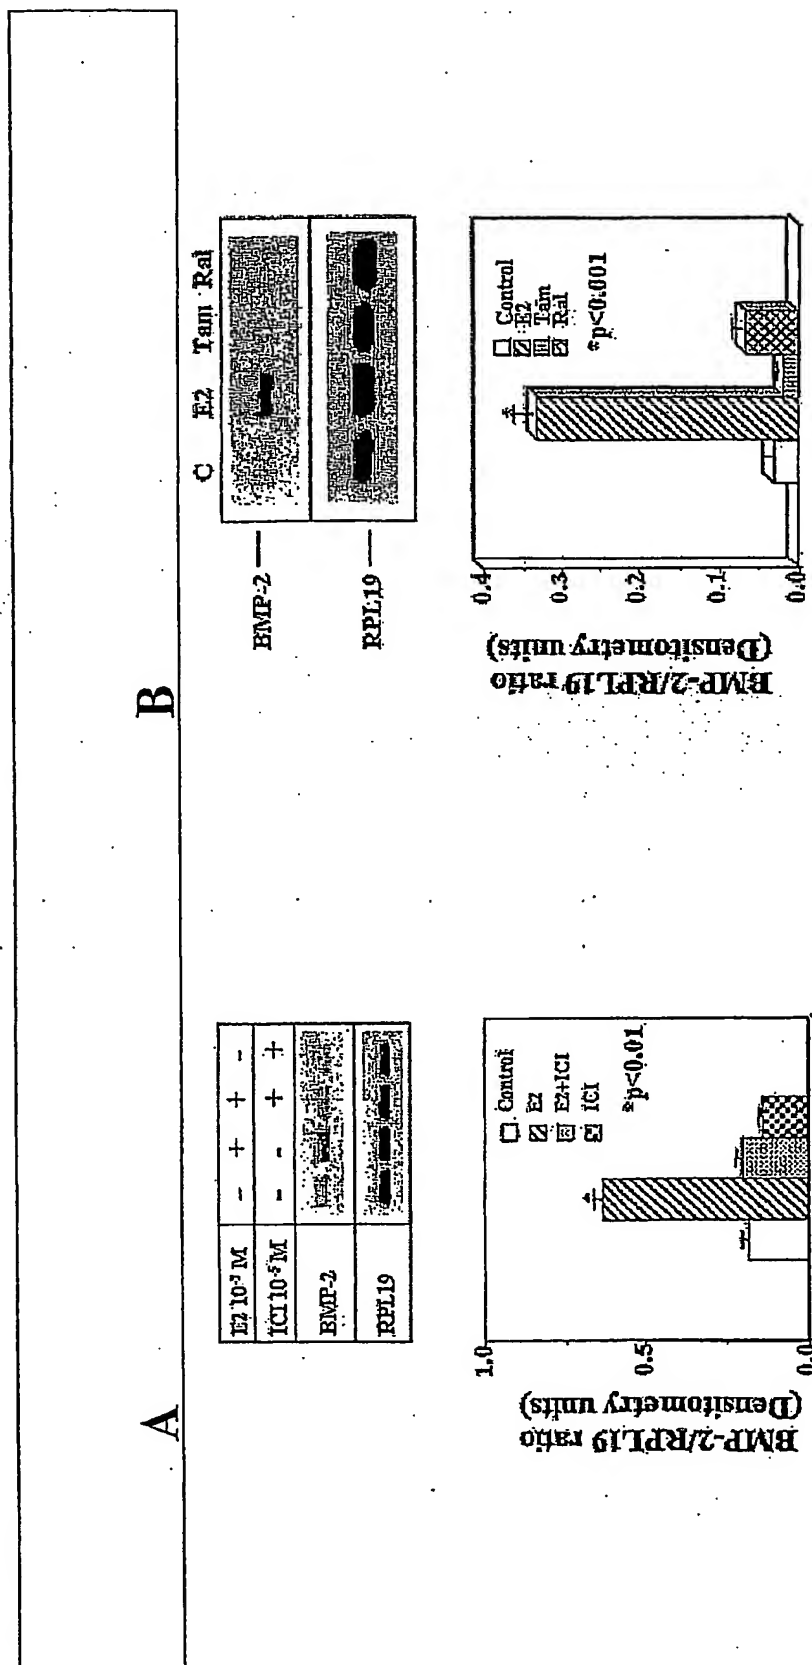 A
E2 10-7 M - + + -
ICI 10-5 M - - + +
BMP-2
RPL19
BMP-2/RPL19 ratio
(Densitometry units)
1.0
0.5
0.0
Control
E2
E2+ICI
ICI
*p<0.01
*
B
C E2 Tam Ral
BMP-2
RPL19
BMP-2/RPL19 ratio
(Densitometry units)
0.4
0.3
0.2
0.1
0.0
Control
E2
Tam
Ral
*p<0.001
*